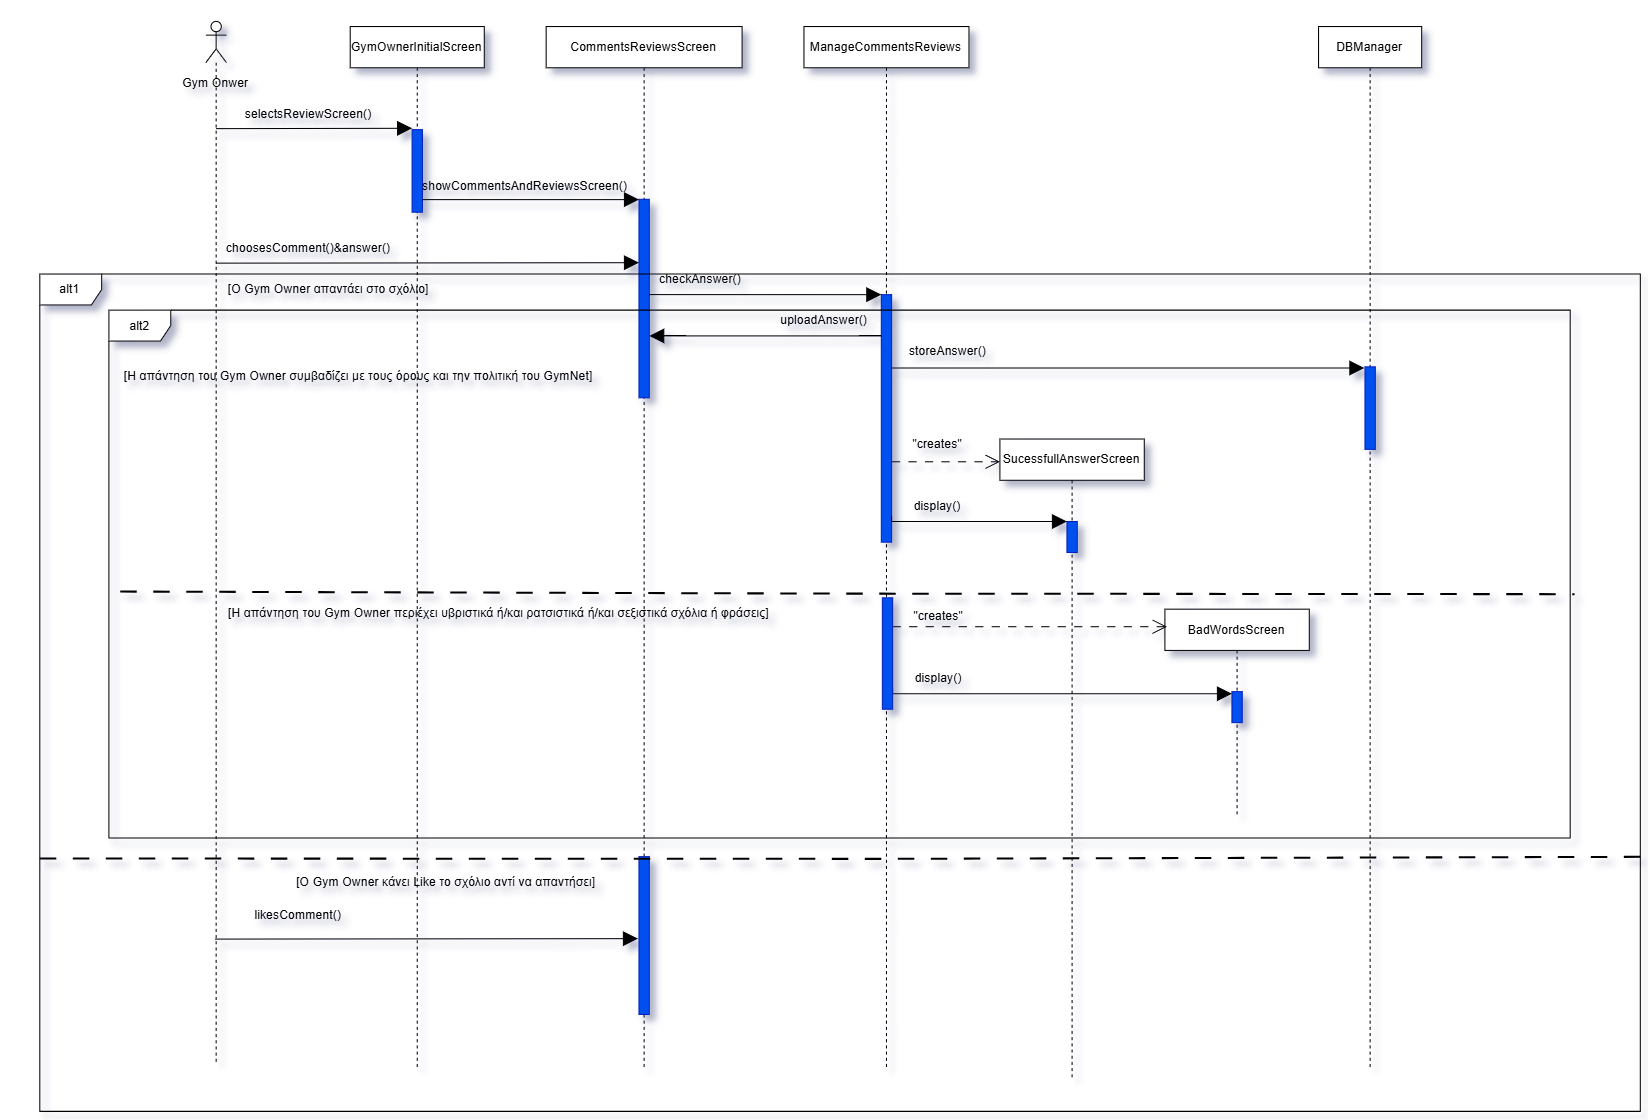 Gym Onwer
GymOwnerInitialScreen
CommentsReviewsScreen
ManageCommentsReviews
DBManager
selectsReviewScreen()
showCommentsAndReviewsScreen()
choosesComment()&answer()
alt1
[Ο Gym Owner απαντάει στο σχόλιο]
checkAnswer()
alt2
uploadAnswer()
storeAnswer()
[Η απάντηση του Gym Owner συμβαδίζει με τους όρους και την πολιτική του GymNet]
"creates"
SucessfullAnswerScreen
display()
[Η απάντηση του Gym Owner περιέχει υβριστικά ή/και ρατσιστικά ή/και σεξιστικά σχόλια ή φράσεις]
"creates"
BadWordsScreen
display()
[Ο Gym Owner κάνει Like το σχόλιο αντί να απαντήσει]
likesComment()